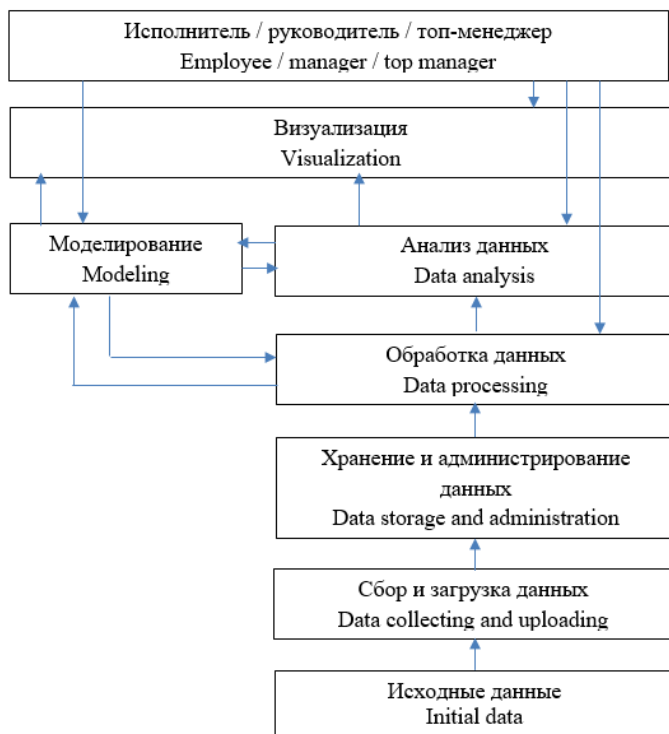 Исполнитель / руководитель / топ-менеджер
Employee / manager / top manager
Визуализация
Visualization
Моделирование
Modeling
Анализ данных
Data analysis
Обработка данных
Data processing
Хранение и администрирование
данных
Data storage and administration
Сбор и загрузка данных
Data collecting and uploading
Исходные данные
Initial data